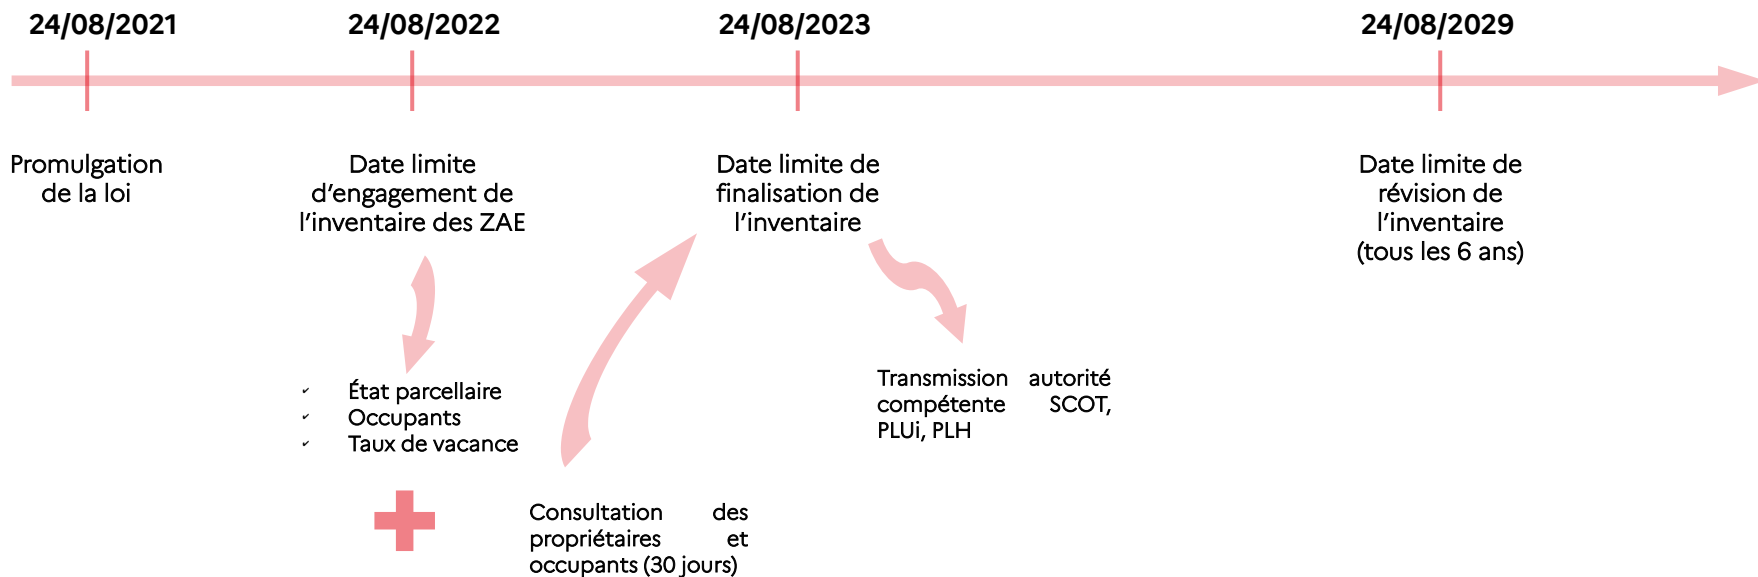 24/08/2021
24/08/2022
24/08/2023
24/08/2029
Promulgation
de la loi
Date limite
d'engagement de
l'inventaire des ZAE
Date limite de
finalisation de
l'inventaire
Date limite de
révision de
l'inventaire
(tous les 6 ans)
✓ État parcellaire
✓ Occupants
✓ Taux de vacance
Consultation des
propriétaires et
occupants (30 jours)
Transmission autorité
compétente SCOT,
PLUi, PLH